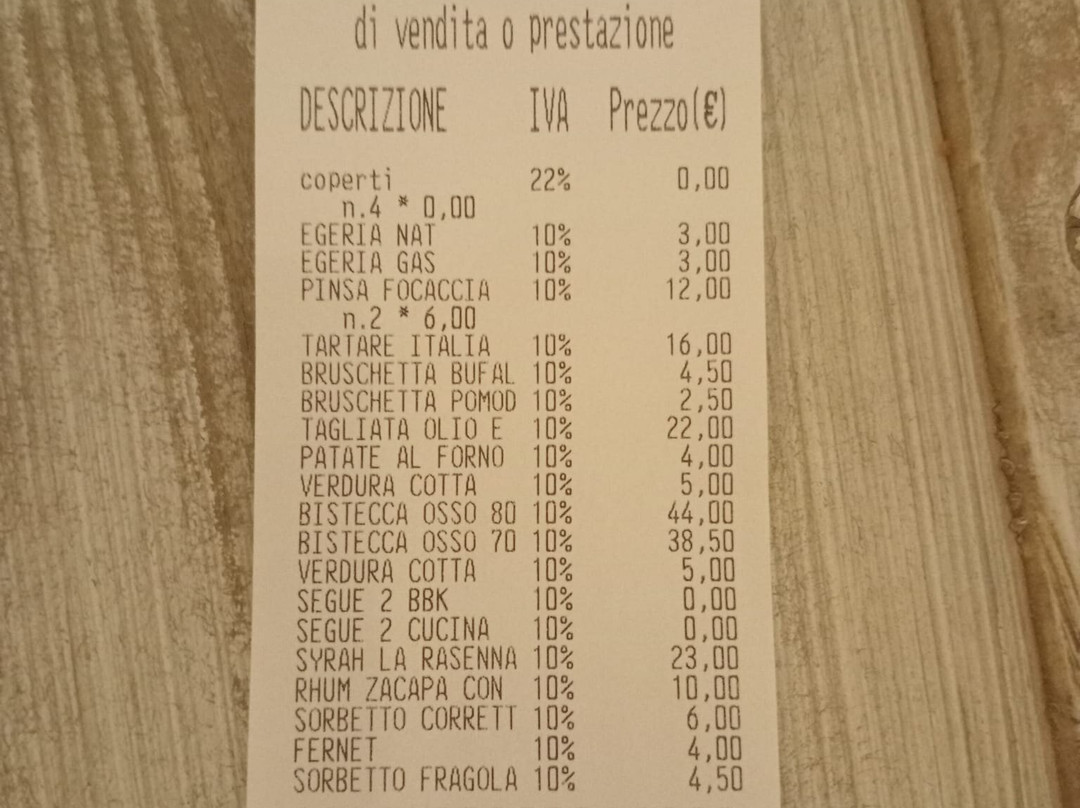 di vendita o prestazione
DESCRIZIONE IVA Prezzo(€)
coperti 22% 0,00
n.4 * 0,00
EGERIA NAT 10% 3,00
EGERIA GAS 10% 3,00
PINSA FOCACCIA 10% 12,00
n.2 * 6,00
TARTARE ITALIA 10% 16,00
BRUSCHETTA BUFAL 10% 4,50
BRUSCHETTA POMOD 10% 2,50
TAGLIATA OLIO E 10% 22,00
PATATE AL FORNO 10% 4,00
VERDURA COTTA 10% 5,00
BISTECCA OSSO 80 10% 44,00
BISTECCA OSSO 70 10% 38,50
VERDURA COTTA 10% 5,00
SEGUE 2 BBK 10% 0,00
SEGUE 2 CUCINA 10% 0,00
SYRAH LA RASENNA 10% 23,00
RHUM ZACAPA CON 10% 10,00
SORBETTO CORRETT 10% 6,00
FERNET 10% 4,00
SORBETTO FRAGOLA 10% 4,50